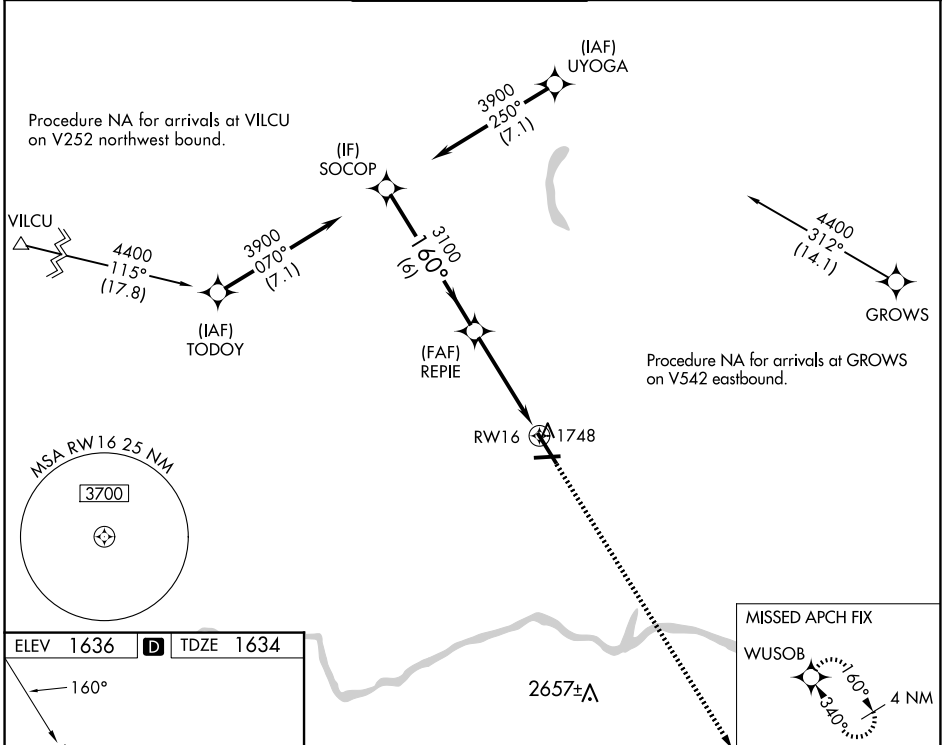 (IAF)
UYOGA
3900
250°
(7.1)
Procedure NA for arrivals at VILCU
on V252 northwest bound.
(IF)
SOCOP
VILCU
4400
115°
(17.8)
3900
070°
(7.1)
(IAF)
TODOY
3100
160°
(6)
4400
312°
(14.1)
GROWS
(FAF)
REPIE
Procedure NA for arrivals at GROWS
on V542 eastbound.
RW16
1748
MSA RW16 25 NM
3700
ELEV 1636 D TDZE 1634
160°
2657±
MISSED APCH FIX
WUSOB
160°
340°
4 NM